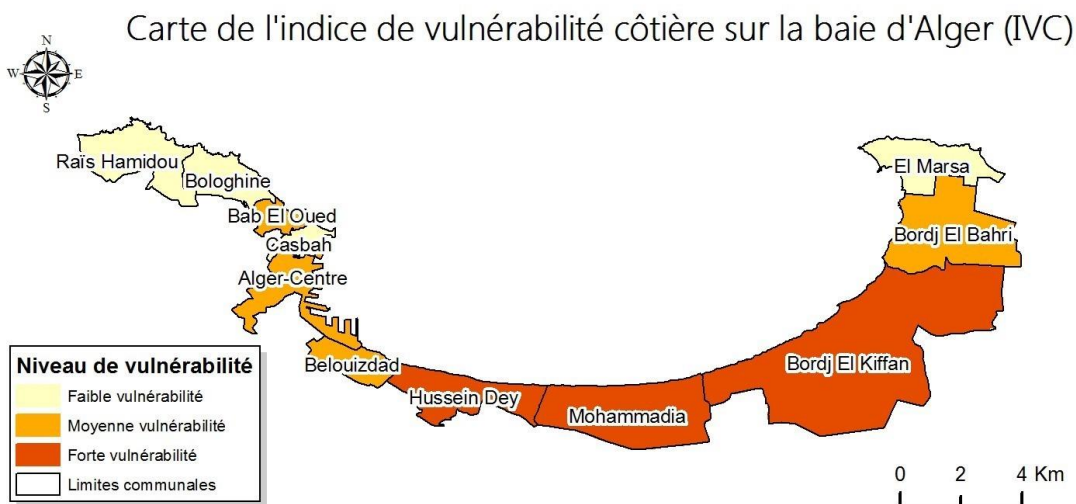 Carte de l'indice de vulnérabilité côtière sur la baie d'Alger (IVC)
N
W E
S
Raïs Hamidou
Bologhine
Bab El Oued
Casbah
Alger-Centre
Belouizdad
Hussein Dey
Mohammadia
Bordj El Kiffan
Bordj El Bahri
El Marsa
Niveau de vulnérabilité
Faible vulnérabilité
Moyenne vulnérabilité
Forte vulnérabilité
Limites communales
0 2 4 Km